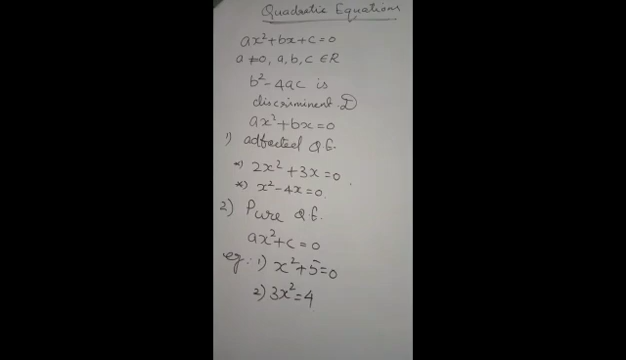 Quadratic Equations
ax²+bx+c=0
a≠0, a, b, c ∈R
b²-4ac is
discriminent. D
ax²+bx=0
1) adfected Q.E.
*) 2x²+3x=0
*) x²-4x=0
2) Pure Q.E.
ax²+c=0
eg:- 1) x²+5=0
2) 3x²=4